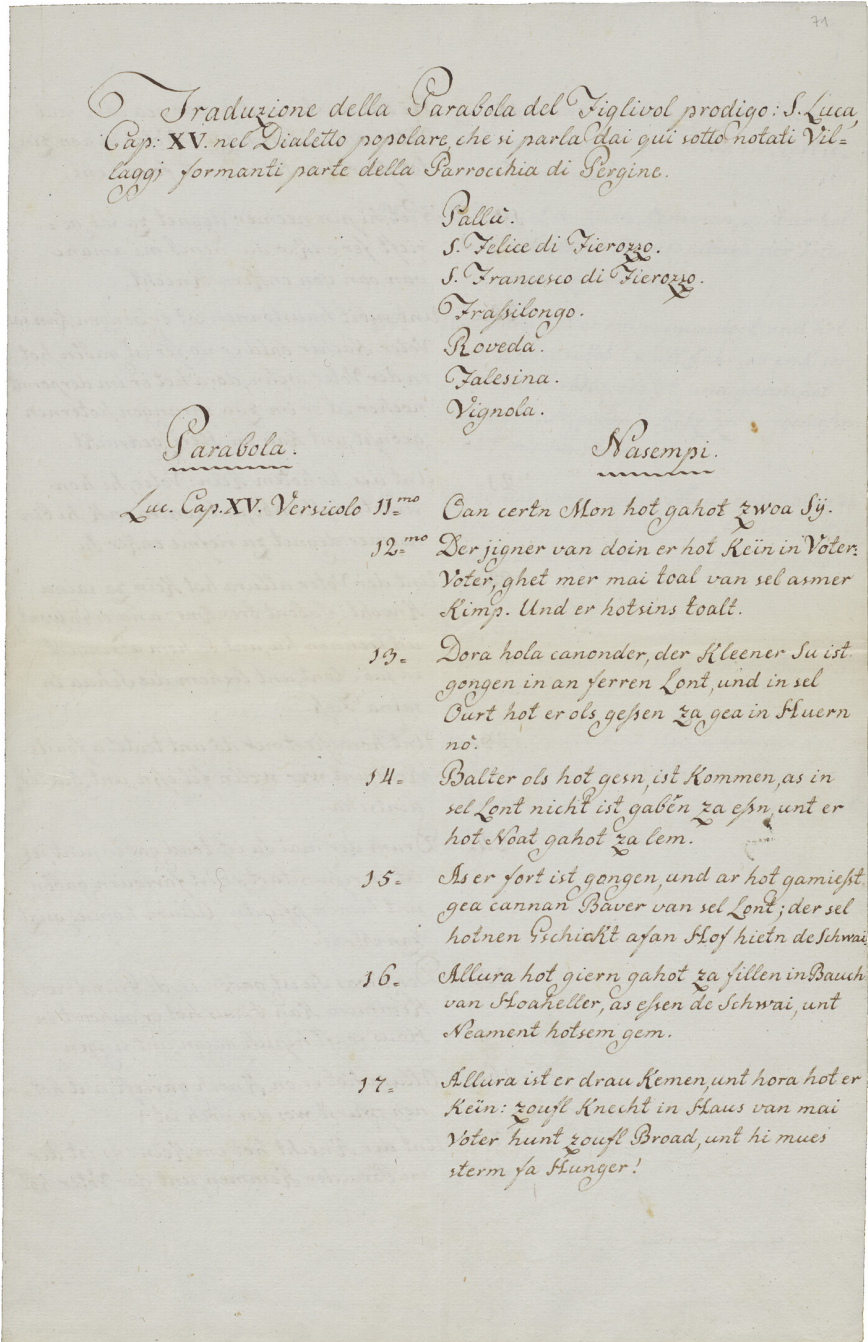 71
Traduzione della Parabola del Figlivol prodigo: S. Luca,
Cap: XV. nel Dialetto popolare, che si parla dai qui sotto notati Vil=
laggj formanti parte della Parrocchia di Pergine.
Pallù.
S. Felice di Fierozzo.
S. Francesco di Fierozzo.
Fraßilongo.
Roveda.
Falesina.
Vignola.
Parabola. Nasempi.
Luc. Cap. XV. Versicolo 11=mo Oan certn Mon hot gahot zwoa Sÿ.
12=mo Der jigner van doin er hot Keïn in Voter:
Voter, ghet mer mai toal van sel asmer
Kimp. Und er hotsins toalt.
13= Dora hola canonder, der Kleener Su ist
gongen in an ferren Lont, und in sel
Ourt hot er ols geßen za gea in Huern
no.
14= Balter ols hot gesn, ist Kommen, as in
sel Lont nicht ist gaben za eßn, unt er
hot Noat gahot za lem.
15= As er fort ist gongen, und ar hot gamießt
gea cannan Baver van sel Lont; der sel
hotnen Gschickt afan Hof hietn de Schwai
16= Allura hot giern gahot za fillen in Bauch
van Hoakeller, as eßen de Schwai, unt
Neament hotsem gem.
17= Allura ist er drau Kemen, unt hora hot er
Keïn: zoufl Knecht in Haus van mai
Voter hunt zoufl Broad, unt hi mues
sterm fa Hunger!